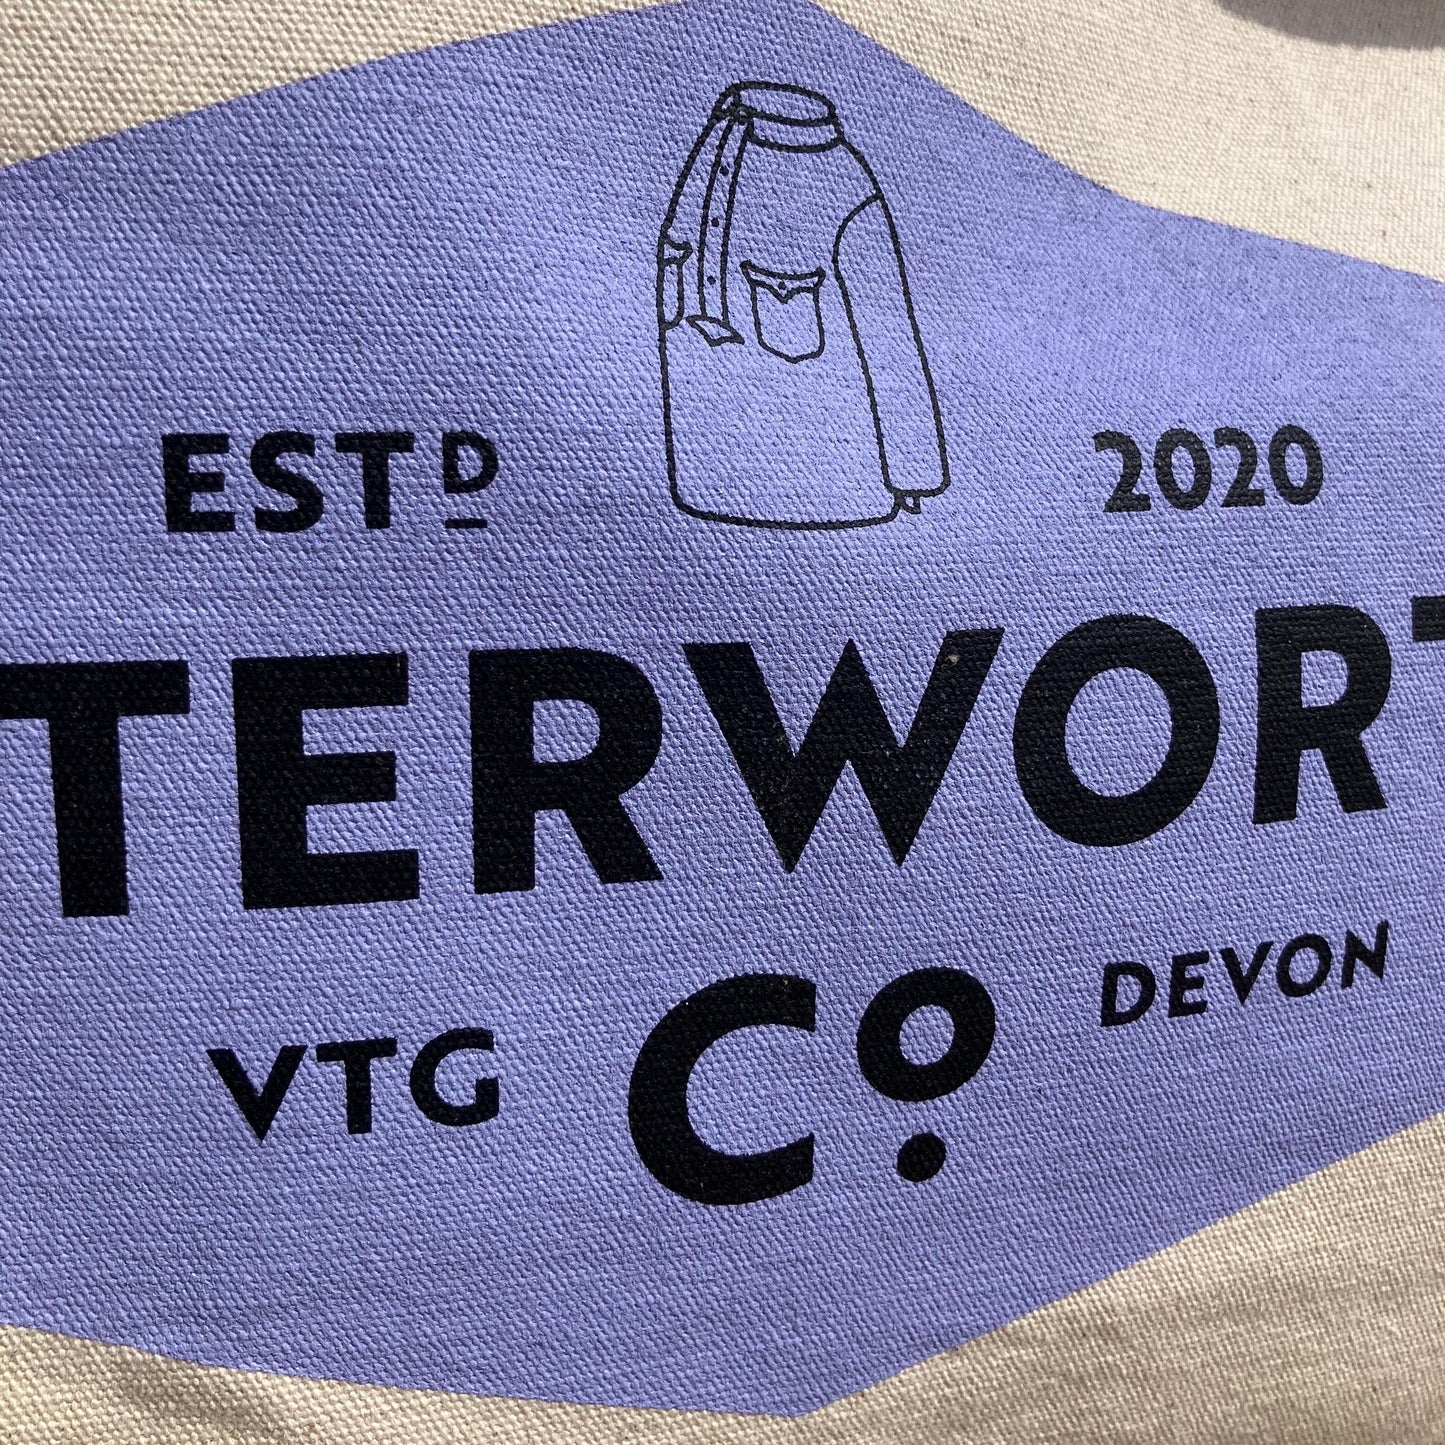 ESTD 2020
TERWORT
VTG Co. DEVON